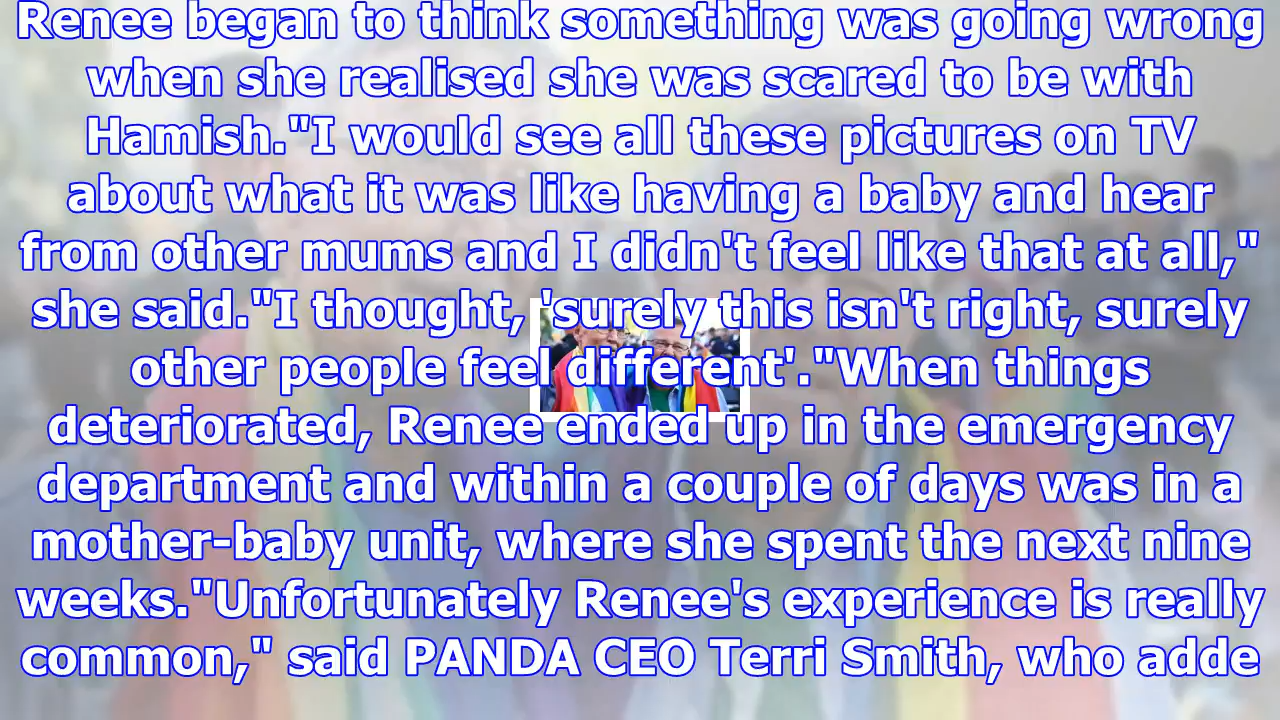 Renee began to think something was going wrong
when she realised she was scared to be with
Hamish."I would see all these pictures on TV
about what it was like having a baby and hear
from other mums and I didn't feel like that at all,"
she said."I thought, 'surely this isn't right, surely
other people feel different'."When things
deteriorated, Renee ended up in the emergency
department and within a couple of days was in a
mother-baby unit, where she spent the next nine
weeks."Unfortunately Renee's experience is really
common," said PANDA CEO Terri Smith, who adde